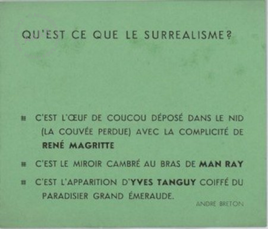 QU'EST CE QUE LE SURREALISME?
C'EST L'ŒUF DE COUCOU DÉPOSÉ DANS LE NID
(LA COUVÉE PERDUE) AVEC LA COMPLICITÉ DE
RENÉ MAGRITTE
C'EST LE MIROIR CAMBRÉ AU BRAS DE MAN RAY
C'EST L'APPARITION D'YVES TANGUY COIFFÉ DU
PARADISIER GRAND ÉMERAUDE.
ANDRÉ BRETON